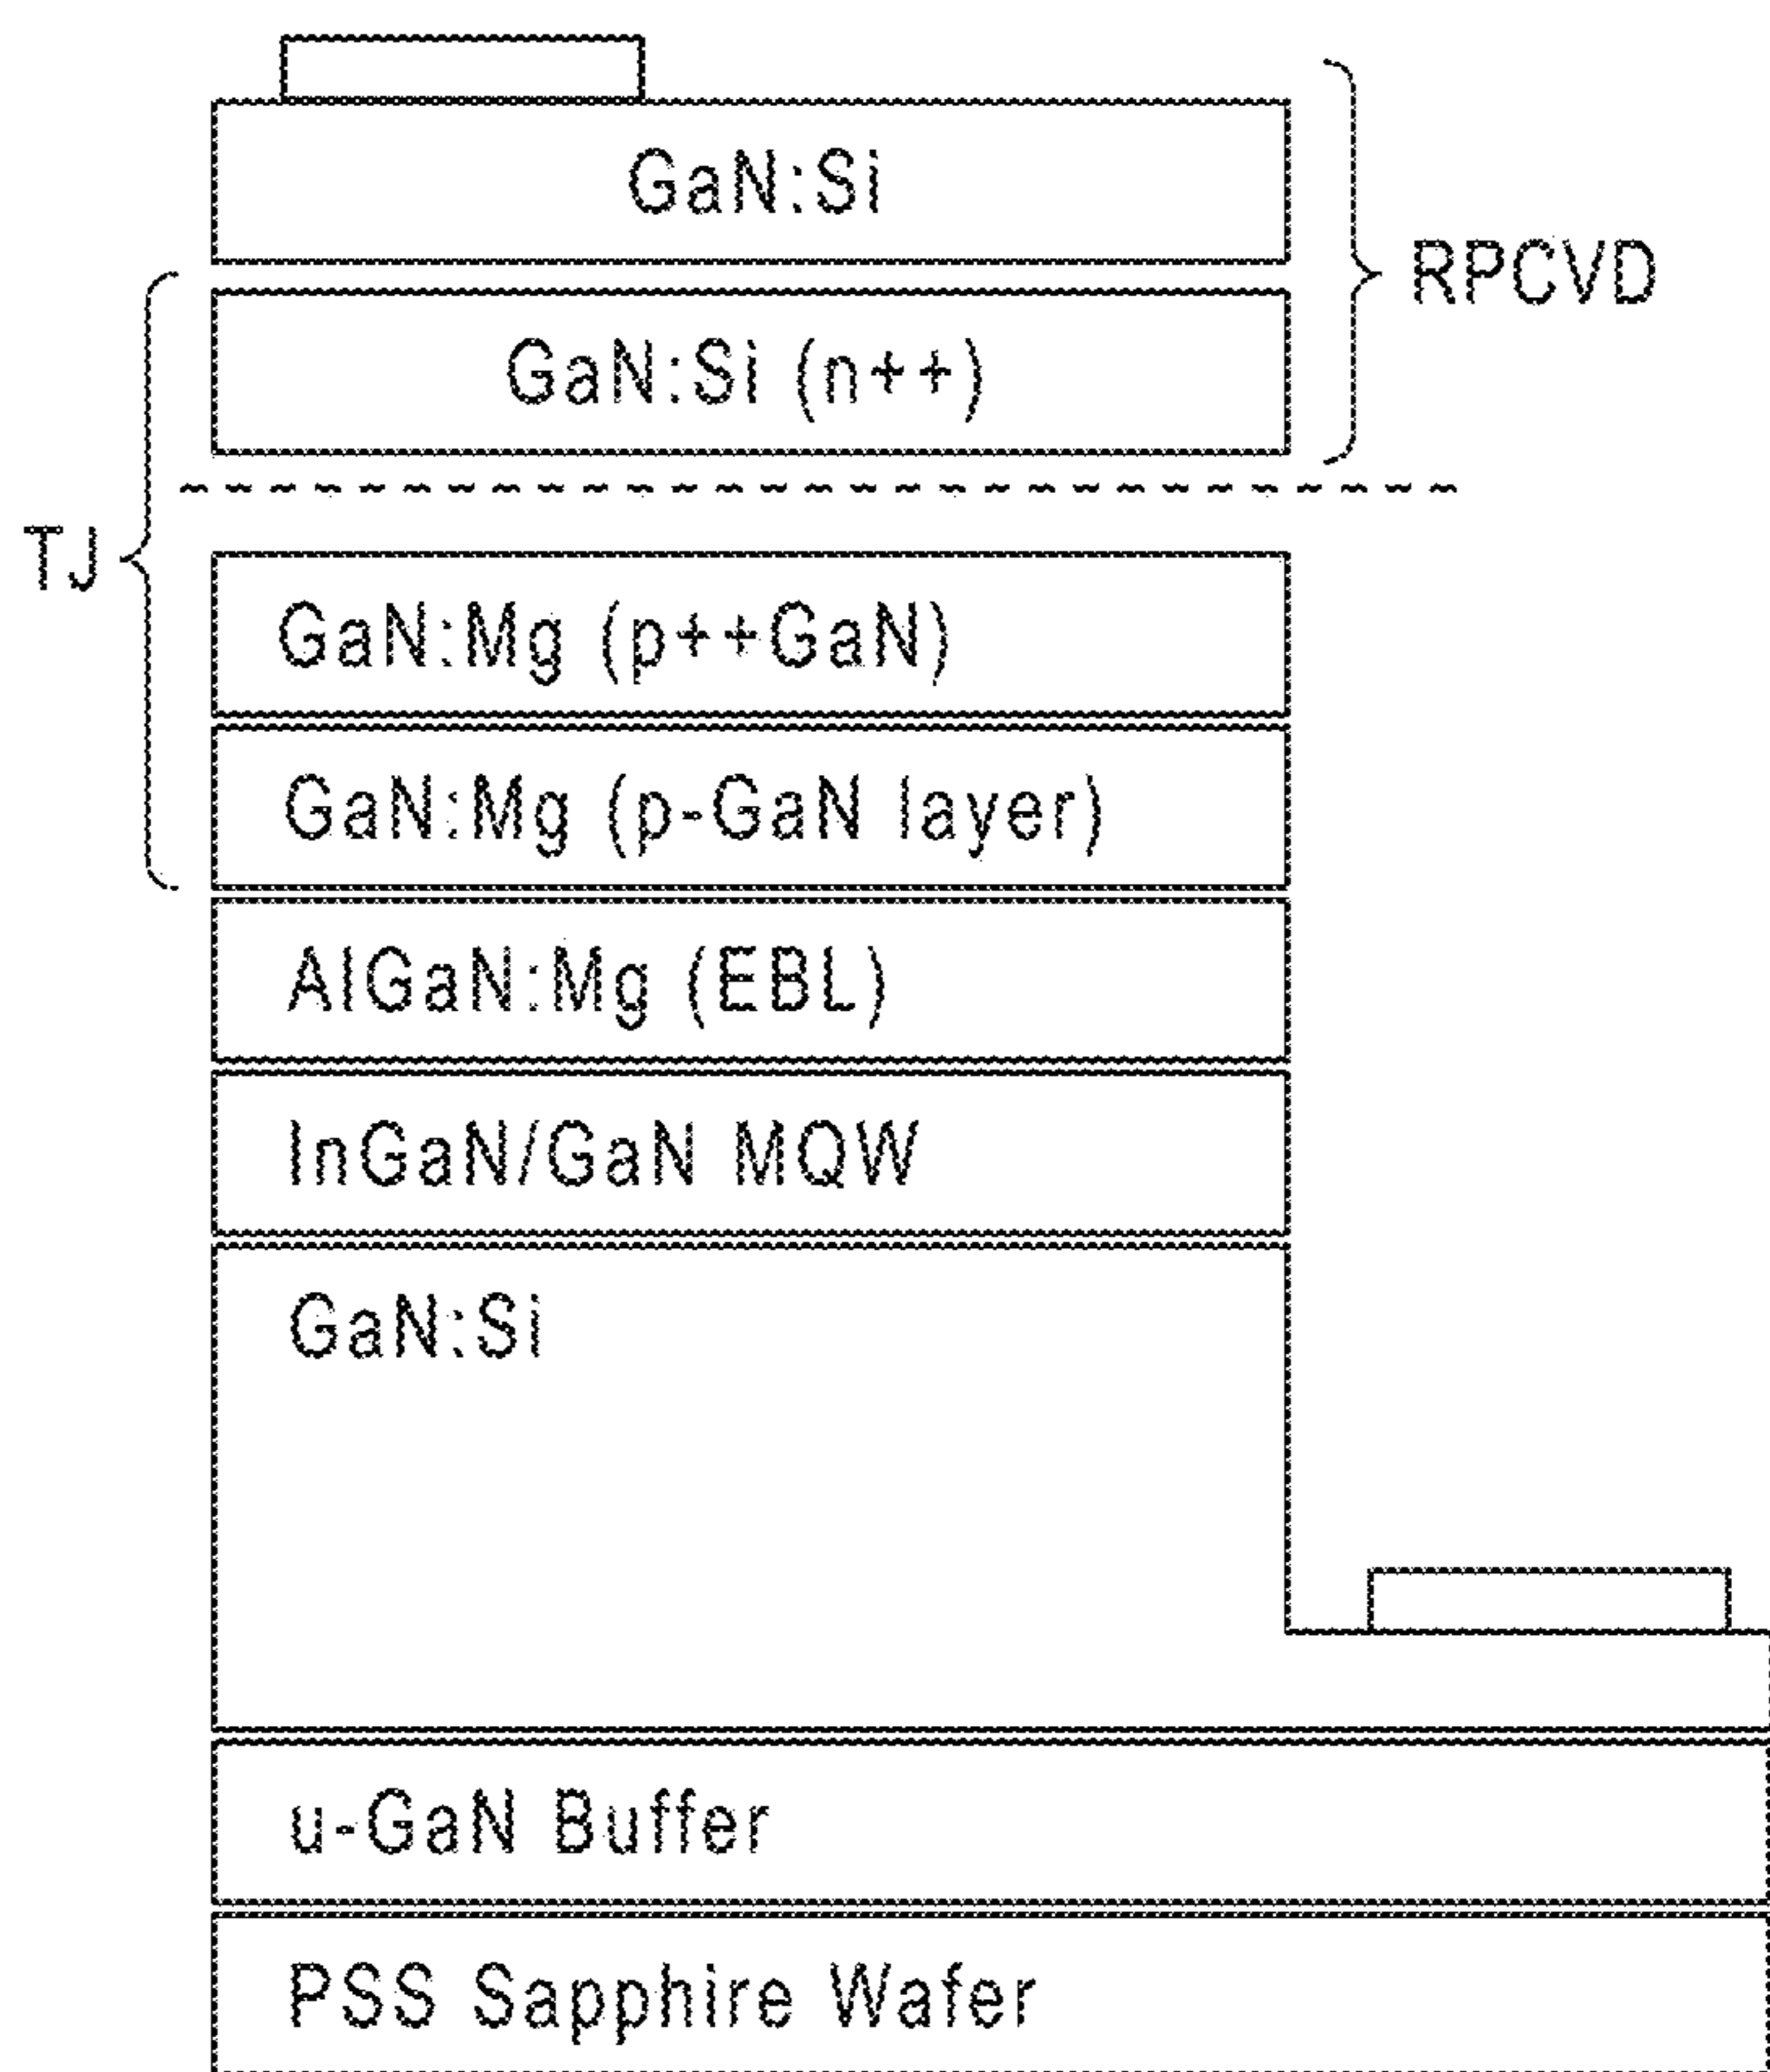 GaN:Si
RPCVD
GaN:Si (n++)
TJ
GaN:Mg (p++GaN)
GaN:Mg (p-GaN layer)
AlGaN:Mg (EBL)
InGaN/GaN MQW
GaN:Si
u-GaN Buffer
PSS Sapphire Wafer